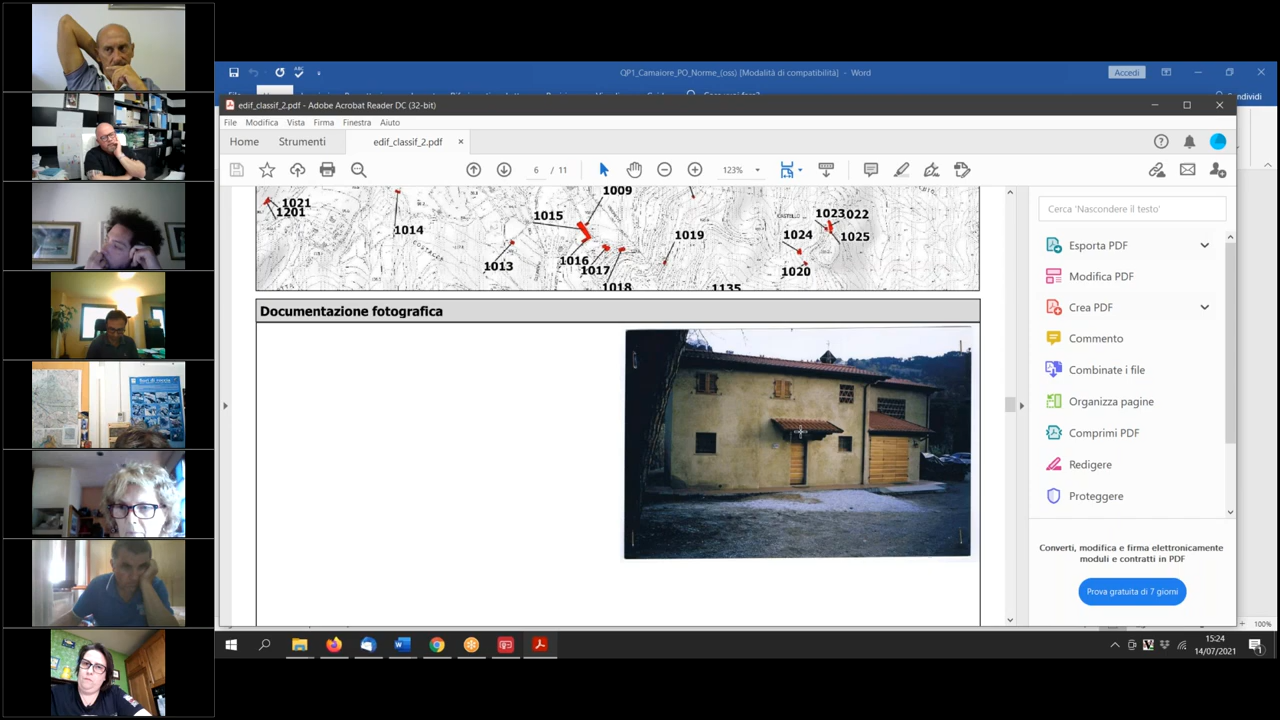 QP1_Camaiore_PO_Norme_(oss) [Modalità di compatibilità] - Word
Accedi
ndividi
edif_classif_2.pdf - Adobe Acrobat Reader DC (32-bit)
File Modifica Vista Firma Finestra Aiuto
Home Strumenti edif_classif_2.pdf
6 / 11
123%
1009
1021
1201
1014
1015
1013
1016
1017
1018
1019
1135
CASTELLO
1023 022
1024
1025
1020
Documentazione fotografica
Cerca 'Nascondere il testo'
Esporta PDF
Modifica PDF
Crea PDF
Commento
Combinate i file
Organizza pagine
Comprimi PDF
Redigere
Proteggere
Converti, modifica e firma elettronicamente
moduli e contratti in PDF
Prova gratuita di 7 giorni
100%
15:24
14/07/2021